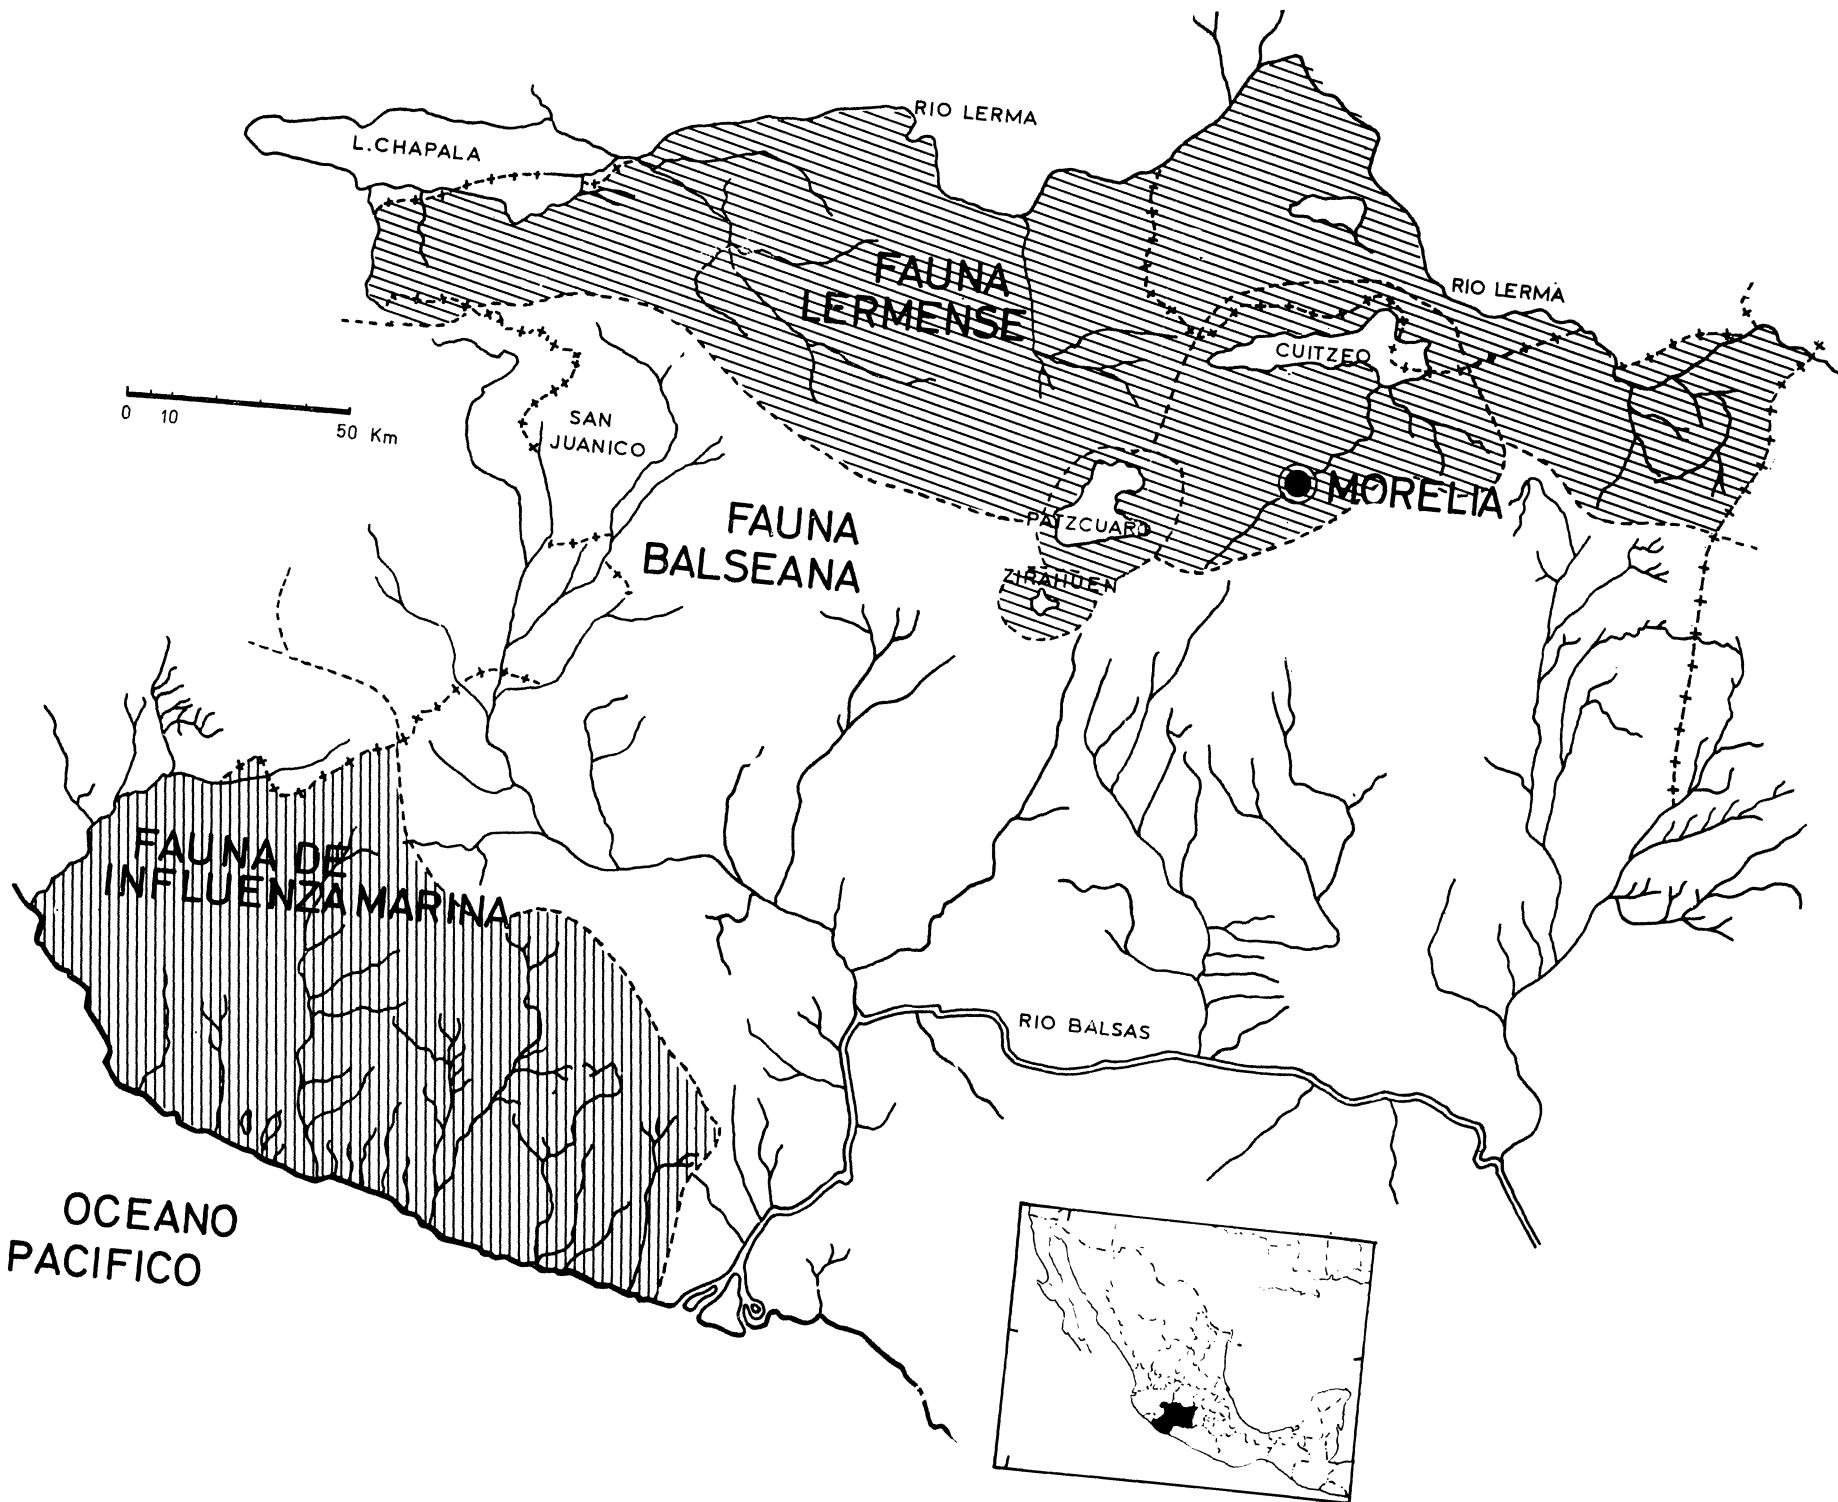 RIO LERMA
L.CHAPALA
FAUNA
LERMENSE
RIO LERMA
CUITZEO
0 10 50 Km
SAN
JUANICO
MORELIA
FAUNA
BALSEANA
PATZCUARO
ZIRAHUEN
FAUNA DE
INFLUENZA MARINA
RIO BALSAS
OCEANO
PACIFICO